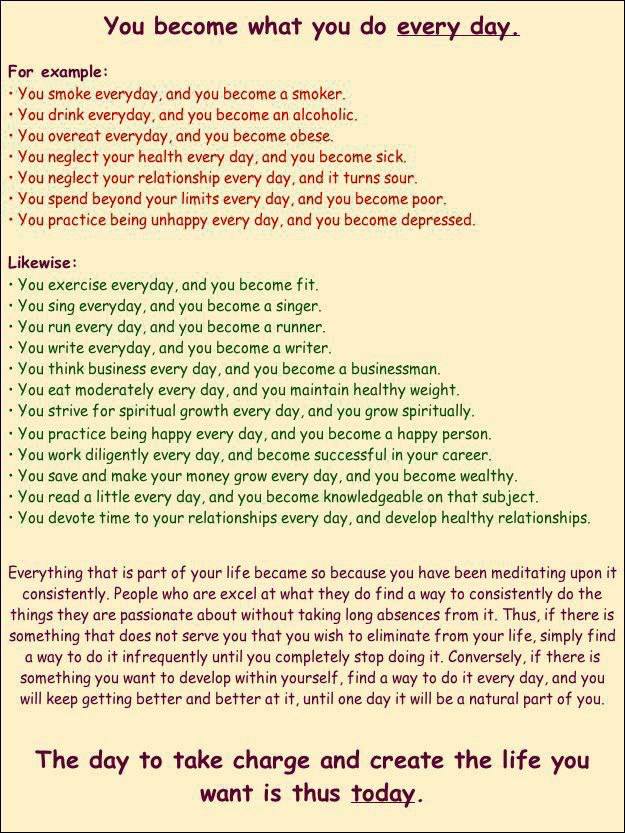 You become what you do every day.
For example:
• You smoke everyday, and you become a smoker.
• You drink everyday, and you become an alcoholic.
• You overeat everyday, and you become obese.
• You neglect your health every day, and you become sick.
• You neglect your relationship every day, and it turns sour.
• You spend beyond your limits every day, and you become poor.
• You practice being unhappy every day, and you become depressed.
Likewise:
• You exercise everyday, and you become fit.
• You sing everyday, and you become a singer.
• You run every day, and you become a runner.
• You write everyday, and you become a writer.
• You think business every day, and you become a businessman.
• You eat moderately every day, and you maintain healthy weight.
• You strive for spiritual growth every day, and you grow spiritually.
• You practice being happy every day, and you become a happy person.
• You work diligently every day, and become successful in your career.
• You save and make your money grow every day, and you become wealthy.
• You read a little every day, and you become knowledgeable on that subject.
• You devote time to your relationships every day, and develop healthy relationships.
Everything that is part of your life became so because you have been meditating upon it
consistently. People who are excel at what they do find a way to consistently do the
things they are passionate about without taking long absences from it. Thus, if there is
something that does not serve you that you wish to eliminate from your life, simply find
a way to do it infrequently until you completely stop doing it. Conversely, if there is
something you want to develop within yourself, find a way to do it every day, and you
will keep getting better and better at it, until one day it will be a natural part of you.
The day to take charge and create the life you
want is thus today.